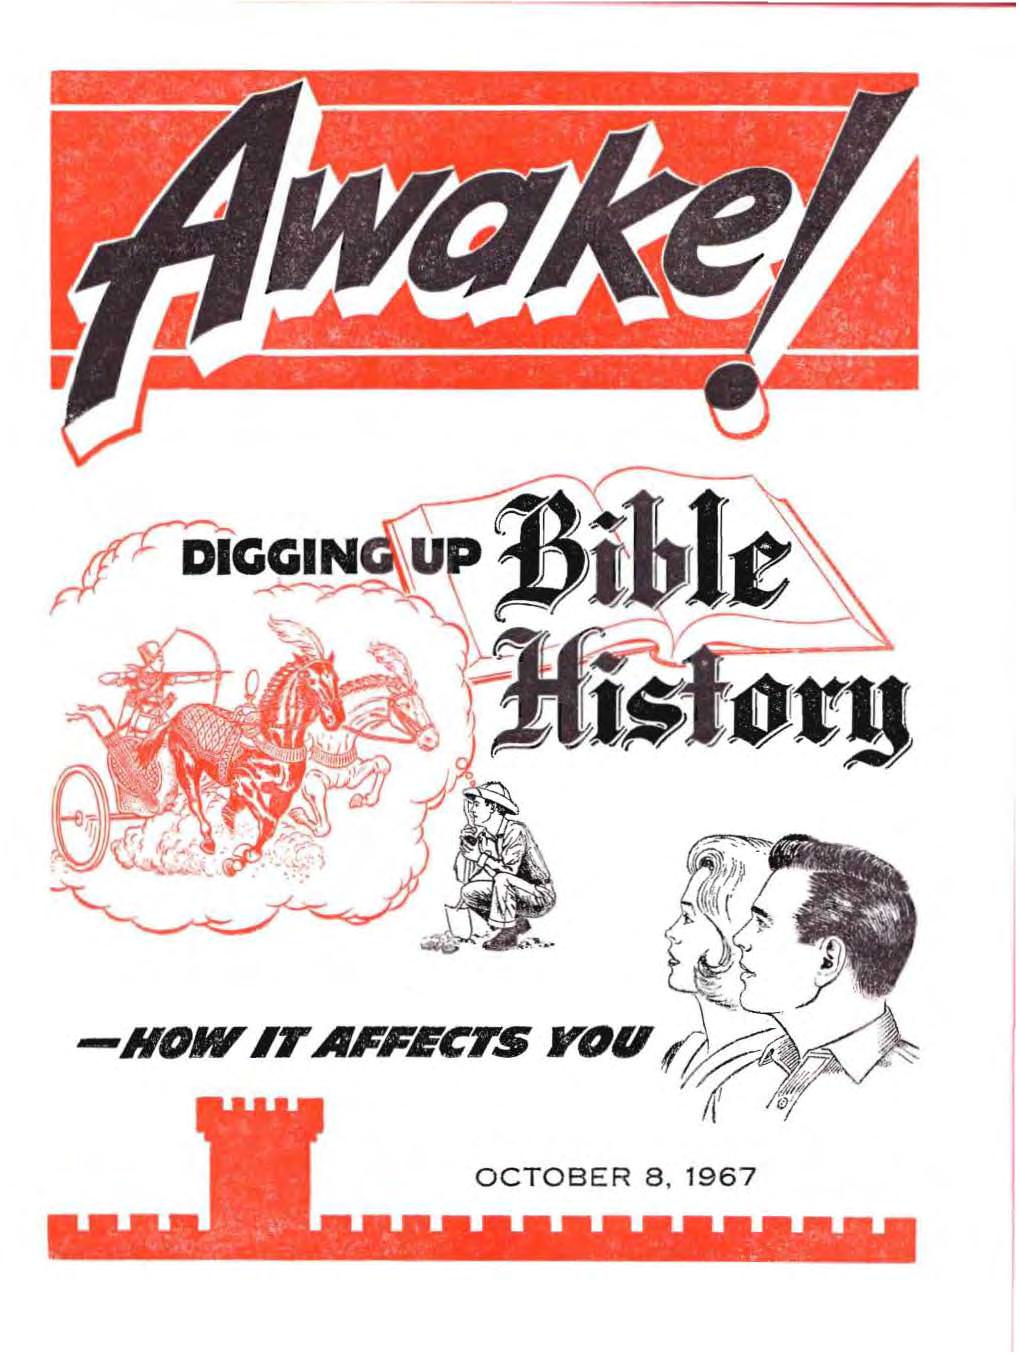 Awake!
DIGGING UP Bible
History
—HOW IT AFFECTS YOU
OCTOBER 8, 1967